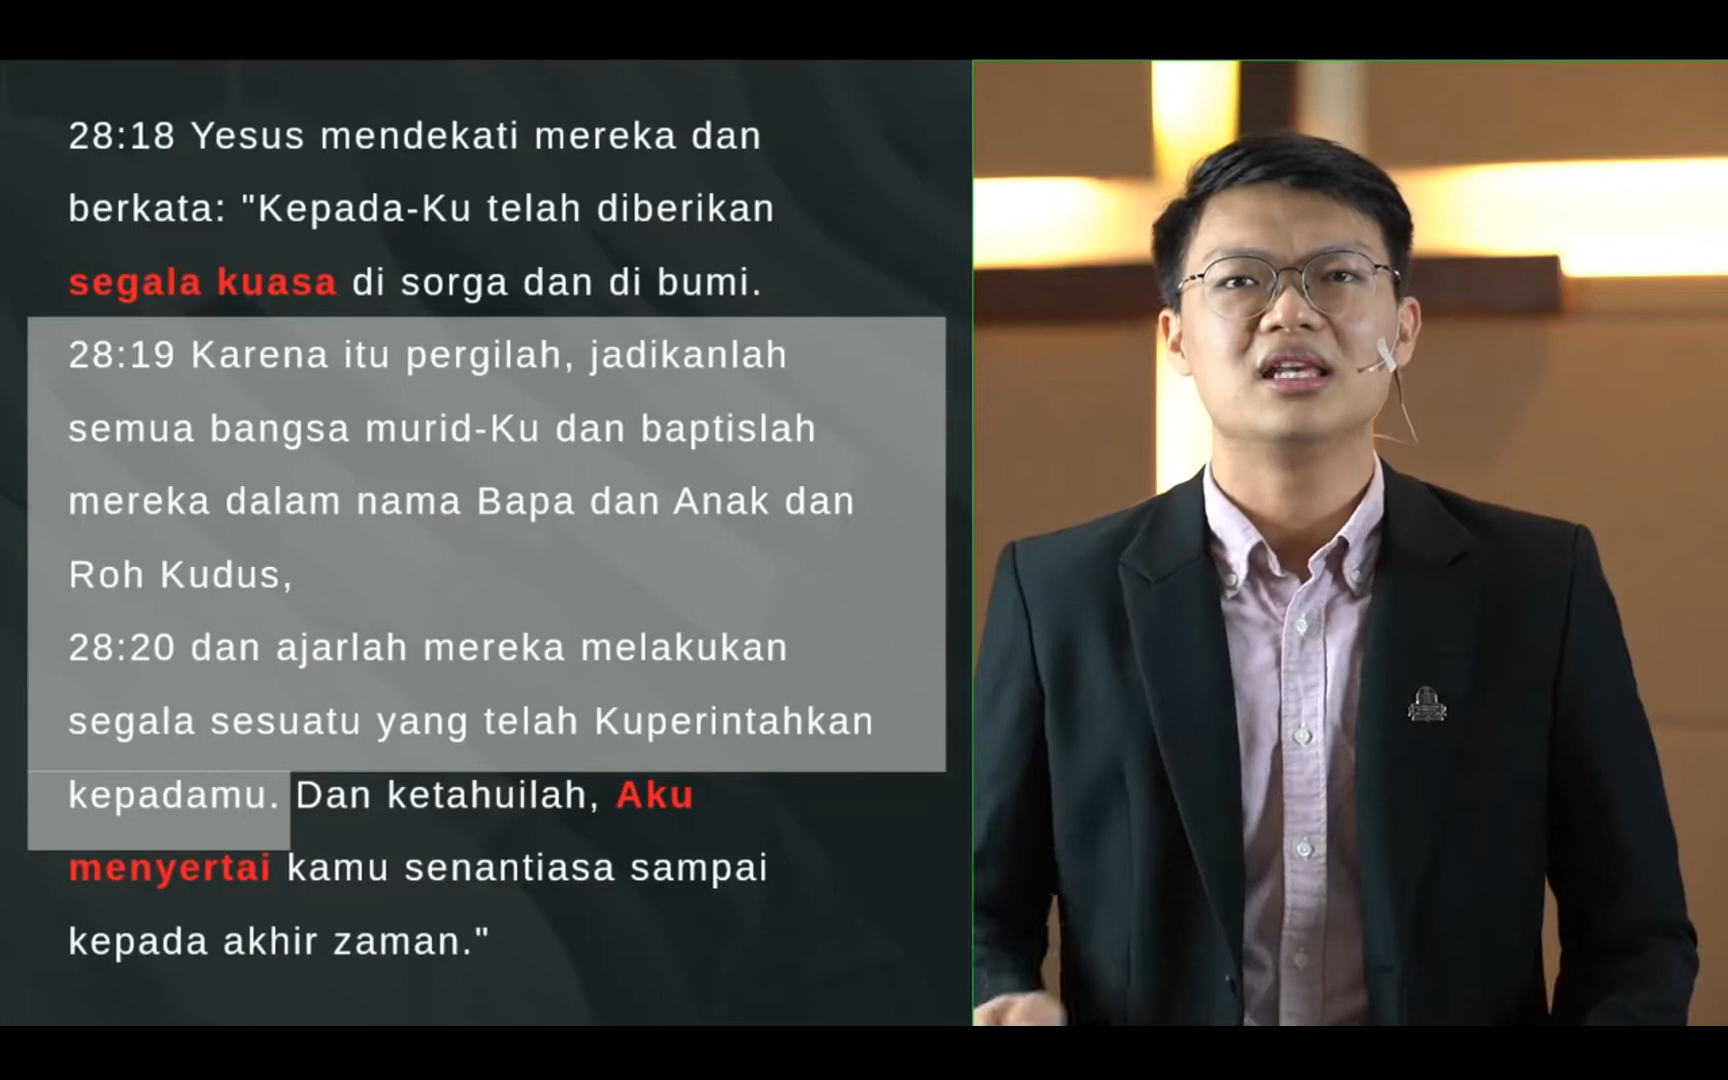 28:18 Yesus mendekati mereka dan
berkata: "Kepada-Ku telah diberikan
segala kuasa di sorga dan di bumi.
28:19 Karena itu pergilah, jadikanlah
semua bangsa murid-Ku dan baptislah
mereka dalam nama Bapa dan Anak dan
Roh Kudus,
28:20 dan ajarlah mereka melakukan
segala sesuatu yang telah Kuperintahkan
kepadamu. Dan ketahuilah, Aku
menyertai kamu senantiasa sampai
kepada akhir zaman."